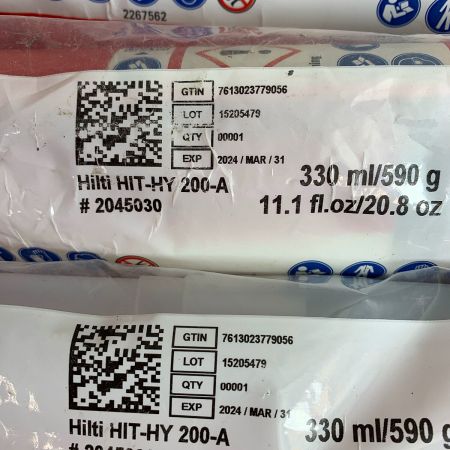 2267562
GTIN 7613023779056
LOT 15205479
QTY 00001
EXP 2024 / MAR / 31
Hilti HIT-HY 200-A 330 ml/590 g
# 2045030 11.1 fl.oz/20.8 oz
GTIN 7613023779056
LOT 15205479
QTY 00001
EXP 2024 / MAR / 31
Hilti HIT-HY 200-A 330 ml/590 g